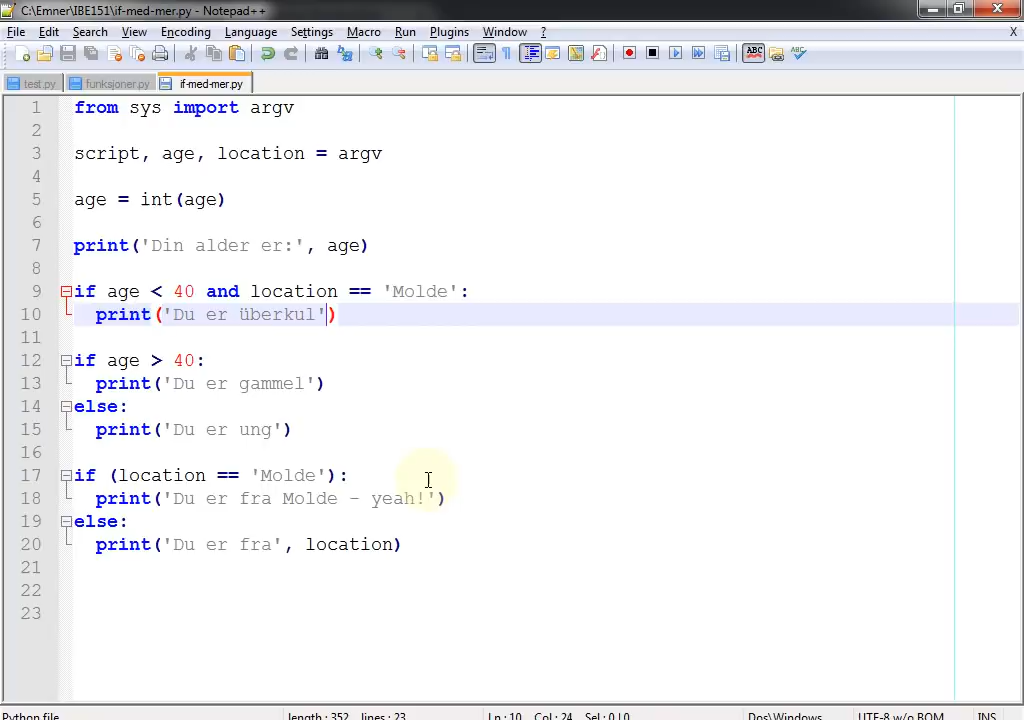 C:\Emner\IBE151\if-med-mer.py - Notepad++
File Edit Search View Encoding Language Settings Macro Run Plugins Window ? X
ABC ABC
test.py funksjoner.py if-med-mer.py
1 from sys import argv
2
3 script, age, location = argv
4
5 age = int(age)
6
7 print('Din alder er:', age)
8
9 if age < 40 and location == 'Molde':
10 print('Du er überkul')
11
12 if age > 40:
13 print('Du er gammel')
14 else:
15 print('Du er ung')
16
17 if (location == 'Molde'):
18 print('Du er fra Molde - yeah!')
19 else:
20 print('Du er fra', location)
21
22
23
Python file length : 352 lines : 23 Ln : 10 Col : 24 Sel : 0 | 0 Dos\Windows UTF-8 w/o BOM INS